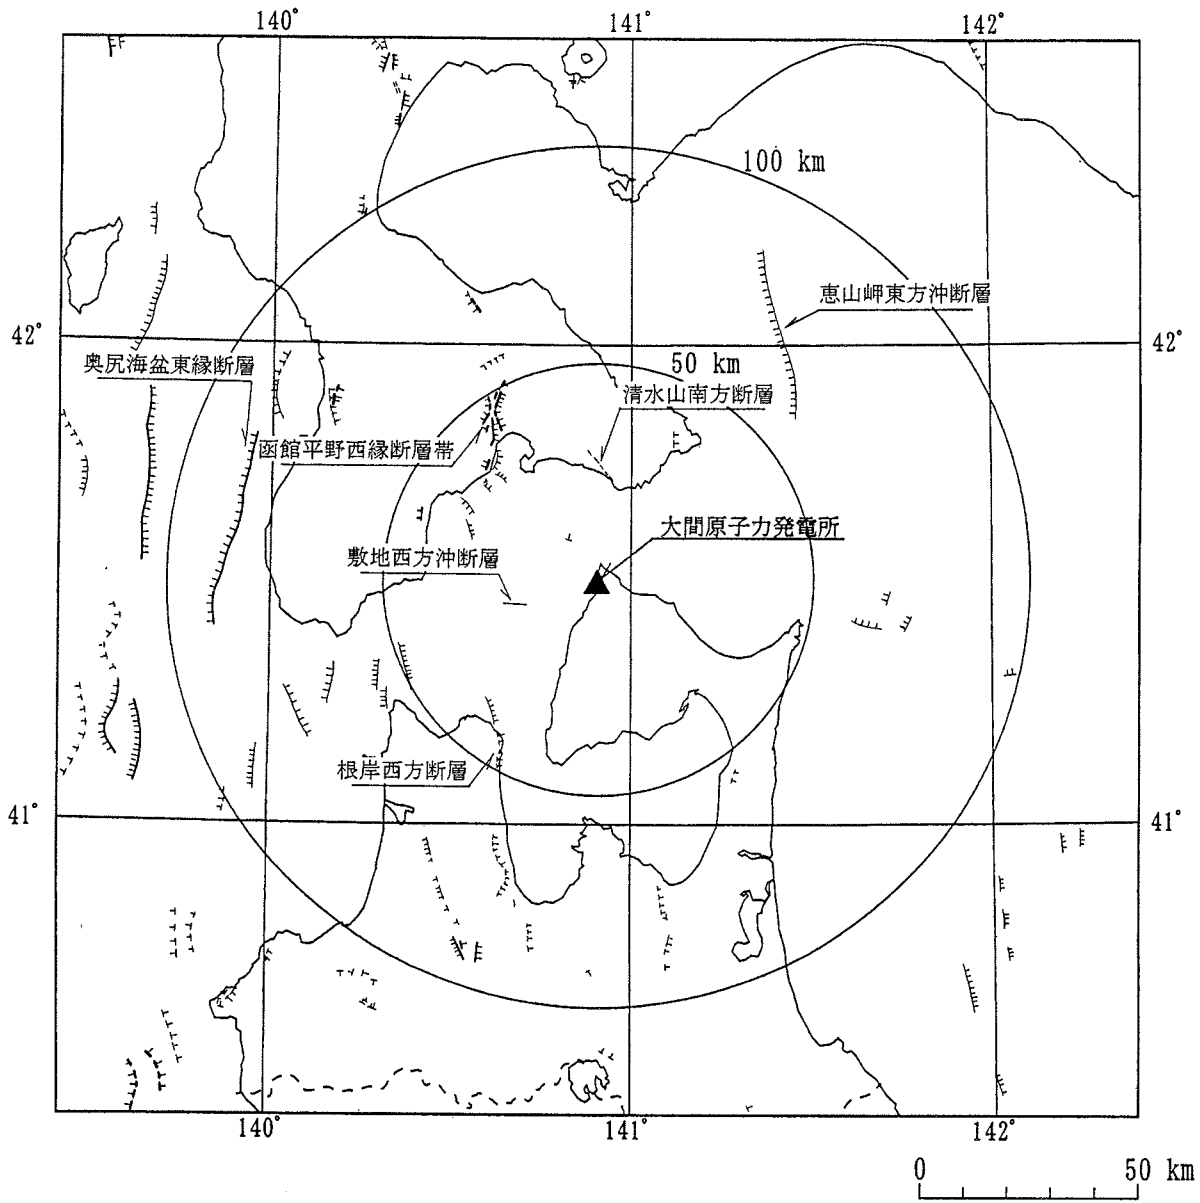 140°
141°
142°
100 km
恵山岬東方沖断層
42°
42°
奥尻海盆東縁断層
50 km
清水山南方断層
函館平野西縁断層帯
大間原子力発電所
敷地西方沖断層
根岸西方断層
41°
41°
140°
141°
142°
0
50 km